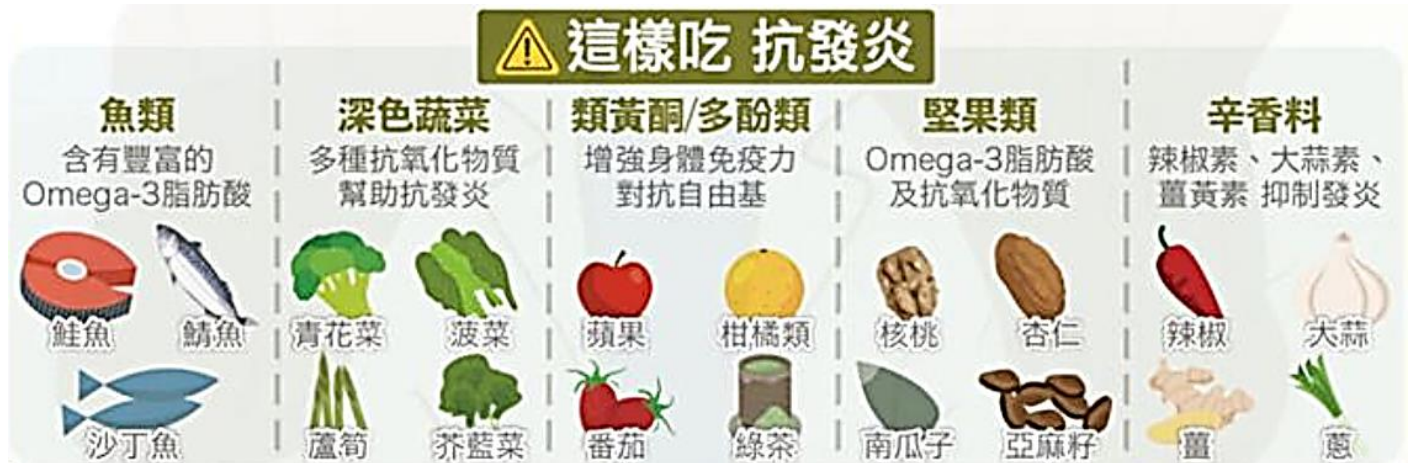 這樣吃 抗發炎
魚類
含有豐富的
Omega-3脂肪酸
鮭魚
鯖魚
沙丁魚
深色蔬菜
多種抗氧化物質
幫助抗發炎
青花菜
菠菜
蘆筍
芥藍菜
類黃酮/多酚類
增強身體免疫力
對抗自由基
蘋果
柑橘類
番茄
綠茶
堅果類
Omega-3脂肪酸
及抗氧化物質
核桃
杏仁
南瓜子
亞麻籽
辛香料
辣椒素、大蒜素、
薑黃素 抑制發炎
辣椒
大蒜
薑
蔥